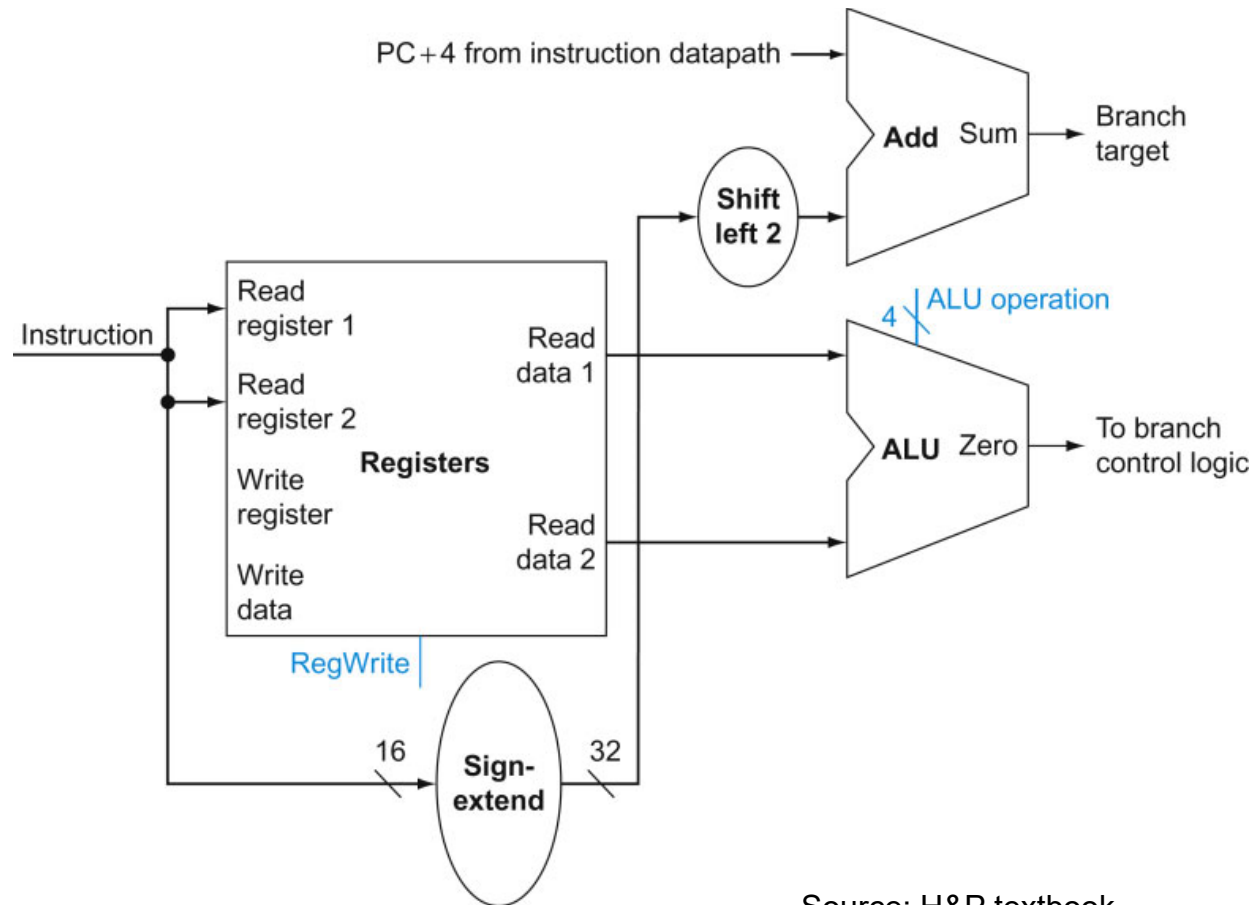 PC+4 from instruction datapath
Add Sum
Branch
target
Shift
left 2
Instruction
Read
register 1
Read
register 2
Write
register
Write
data
Registers
Read
data 1
Read
data 2
RegWrite
4
ALU operation
ALU Zero
To branch
control logic
16
Sign-
extend
32